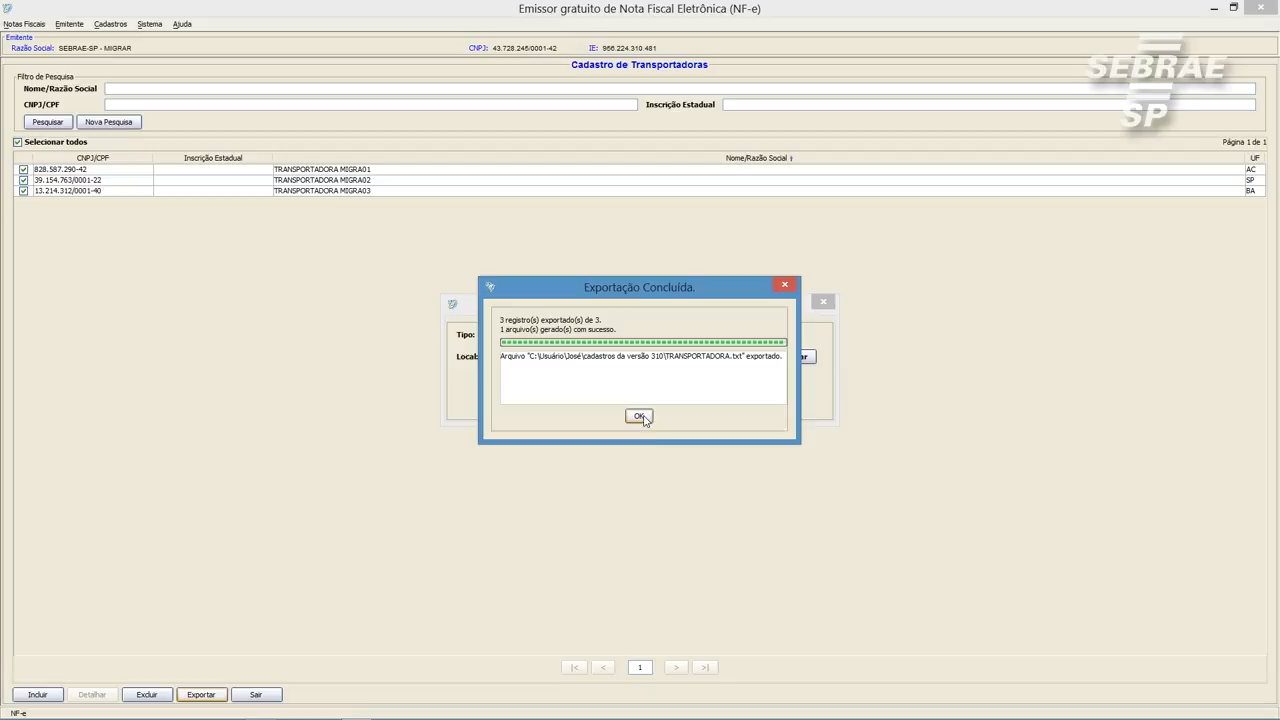 Emissor gratuito de Nota Fiscal Eletrônica (NF-e)
Notas Fiscais Emitente Cadastros Sistema Ajuda
Emitente
Razão Social: SEBRAE-SP - MIGRAR CNPJ: 43.728.245/0001-42 IE: 956.224.310.481
Cadastro de Transportadoras
SEBRAE
SP
Filtro de Pesquisa
Nome/Razão Social
CNPJ/CPF Inscrição Estadual
Pesquisar Nova Pesquisa
Selecionar todos Página 1 de 1
CNPJ/CPF Inscrição Estadual Nome/Razão Social UF
828.587.290-42 TRANSPORTADORA MIGRA01 AC
39.154.763/0001-22 TRANSPORTADORA MIGRA02 SP
13.214.312/0001-40 TRANSPORTADORA MIGRA03 BA
Exportação Concluída.
3 registro(s) exportado(s) de 3.
1 arquivo(s) gerado(s) com sucesso.
Tipo:
Local:
Arquivo "C:\Usuário\José\cadastros da versão 310\TRANSPORTADORA.txt" exportado.
ar
OK
|< < 1 > >|
Incluir Detalhar Excluir Exportar Sair
NF-e